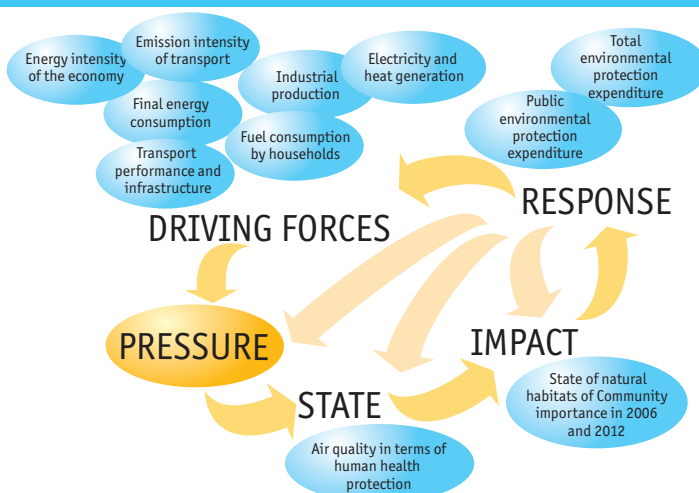 Energy intensity
of the economy
Emission intensity
of transport
Final energy
consumption
Transport
performance and
infrastructure
Industrial
production
Fuel consumption
by households
Electricity and
heat generation
Total
environmental
protection
expenditure
Public
environmental
protection
expenditure
DRIVING FORCES
RESPONSE
PRESSURE
IMPACT
STATE
State of natural
habitats of Community
importance in 2006
and 2012
Air quality in terms of
human health
protection